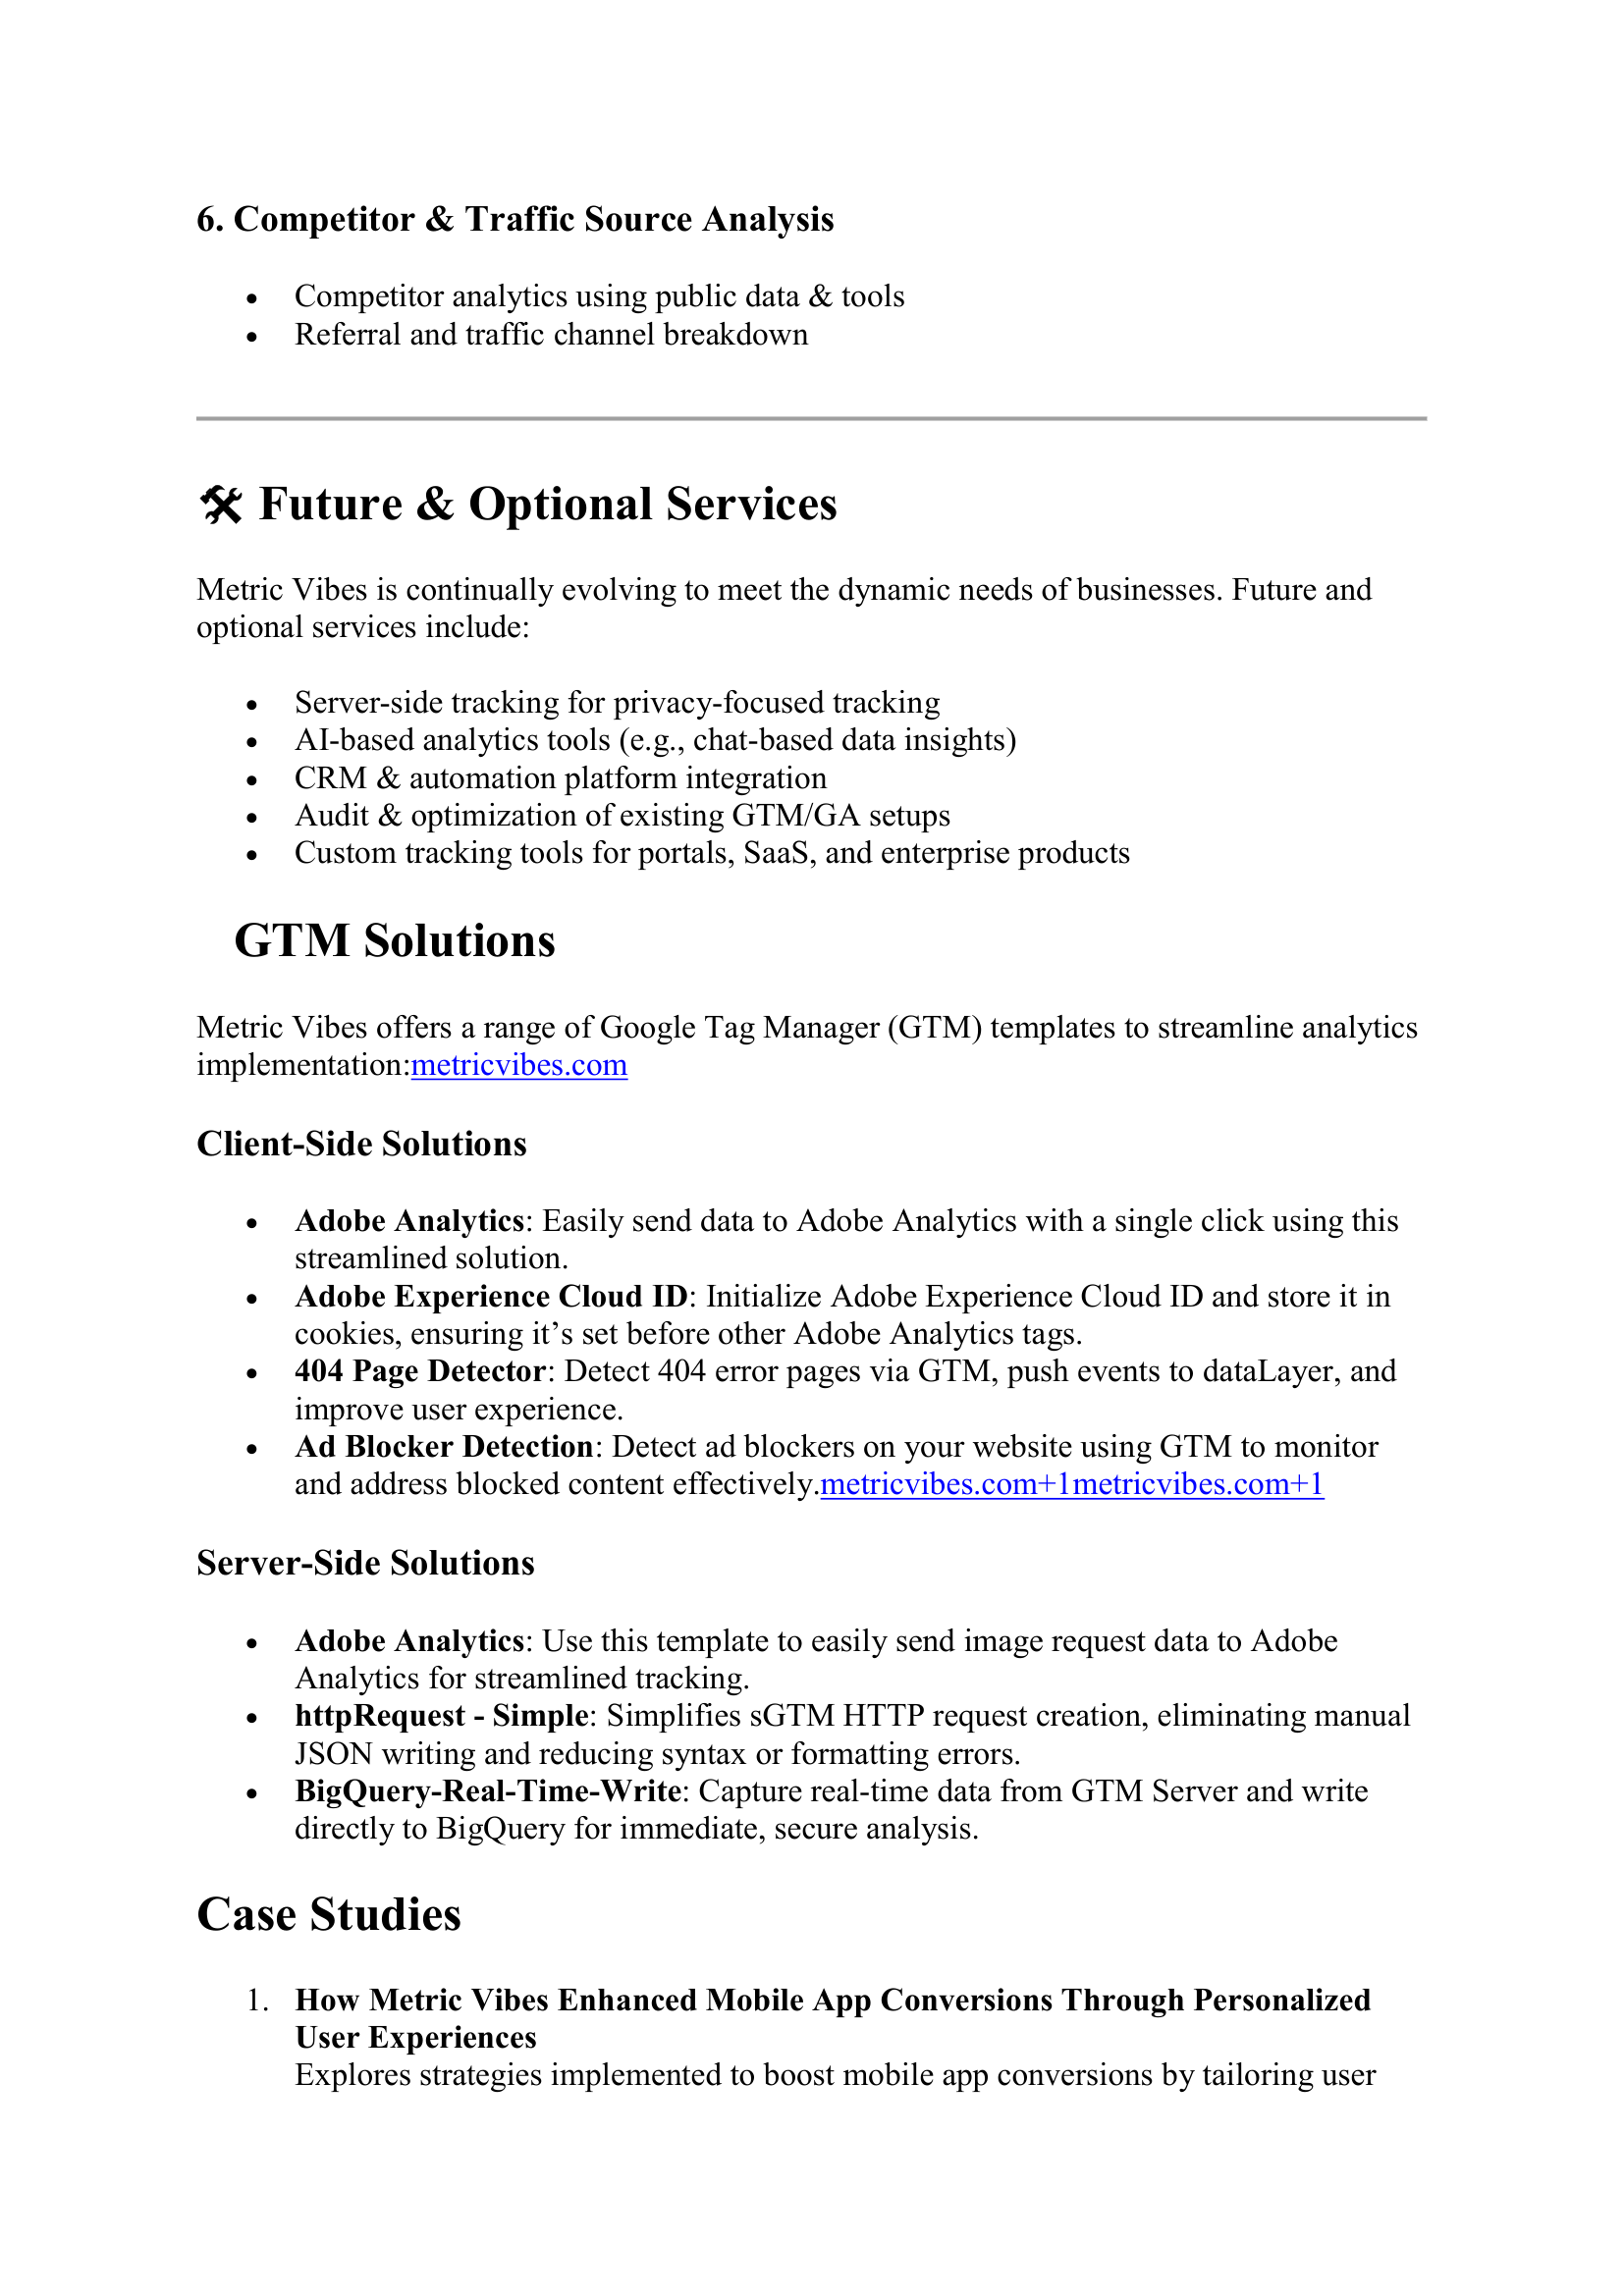 6. Competitor & Traffic Source Analysis
• Competitor analytics using public data & tools
• Referral and traffic channel breakdown
🛠 Future & Optional Services
Metric Vibes is continually evolving to meet the dynamic needs of businesses. Future and
optional services include:
• Server-side tracking for privacy-focused tracking
• AI-based analytics tools (e.g., chat-based data insights)
• CRM & automation platform integration
• Audit & optimization of existing GTM/GA setups
• Custom tracking tools for portals, SaaS, and enterprise products
GTM Solutions
Metric Vibes offers a range of Google Tag Manager (GTM) templates to streamline analytics
implementation:metricvibes.com
Client-Side Solutions
• Adobe Analytics: Easily send data to Adobe Analytics with a single click using this
streamlined solution.
• Adobe Experience Cloud ID: Initialize Adobe Experience Cloud ID and store it in
cookies, ensuring it’s set before other Adobe Analytics tags.
• 404 Page Detector: Detect 404 error pages via GTM, push events to dataLayer, and
improve user experience.
• Ad Blocker Detection: Detect ad blockers on your website using GTM to monitor
and address blocked content effectively.metricvibes.com+1metricvibes.com+1
Server-Side Solutions
• Adobe Analytics: Use this template to easily send image request data to Adobe
Analytics for streamlined tracking.
• httpRequest - Simple: Simplifies sGTM HTTP request creation, eliminating manual
JSON writing and reducing syntax or formatting errors.
• BigQuery-Real-Time-Write: Capture real-time data from GTM Server and write
directly to BigQuery for immediate, secure analysis.
Case Studies
1. How Metric Vibes Enhanced Mobile App Conversions Through Personalized
User Experiences
Explores strategies implemented to boost mobile app conversions by tailoring user